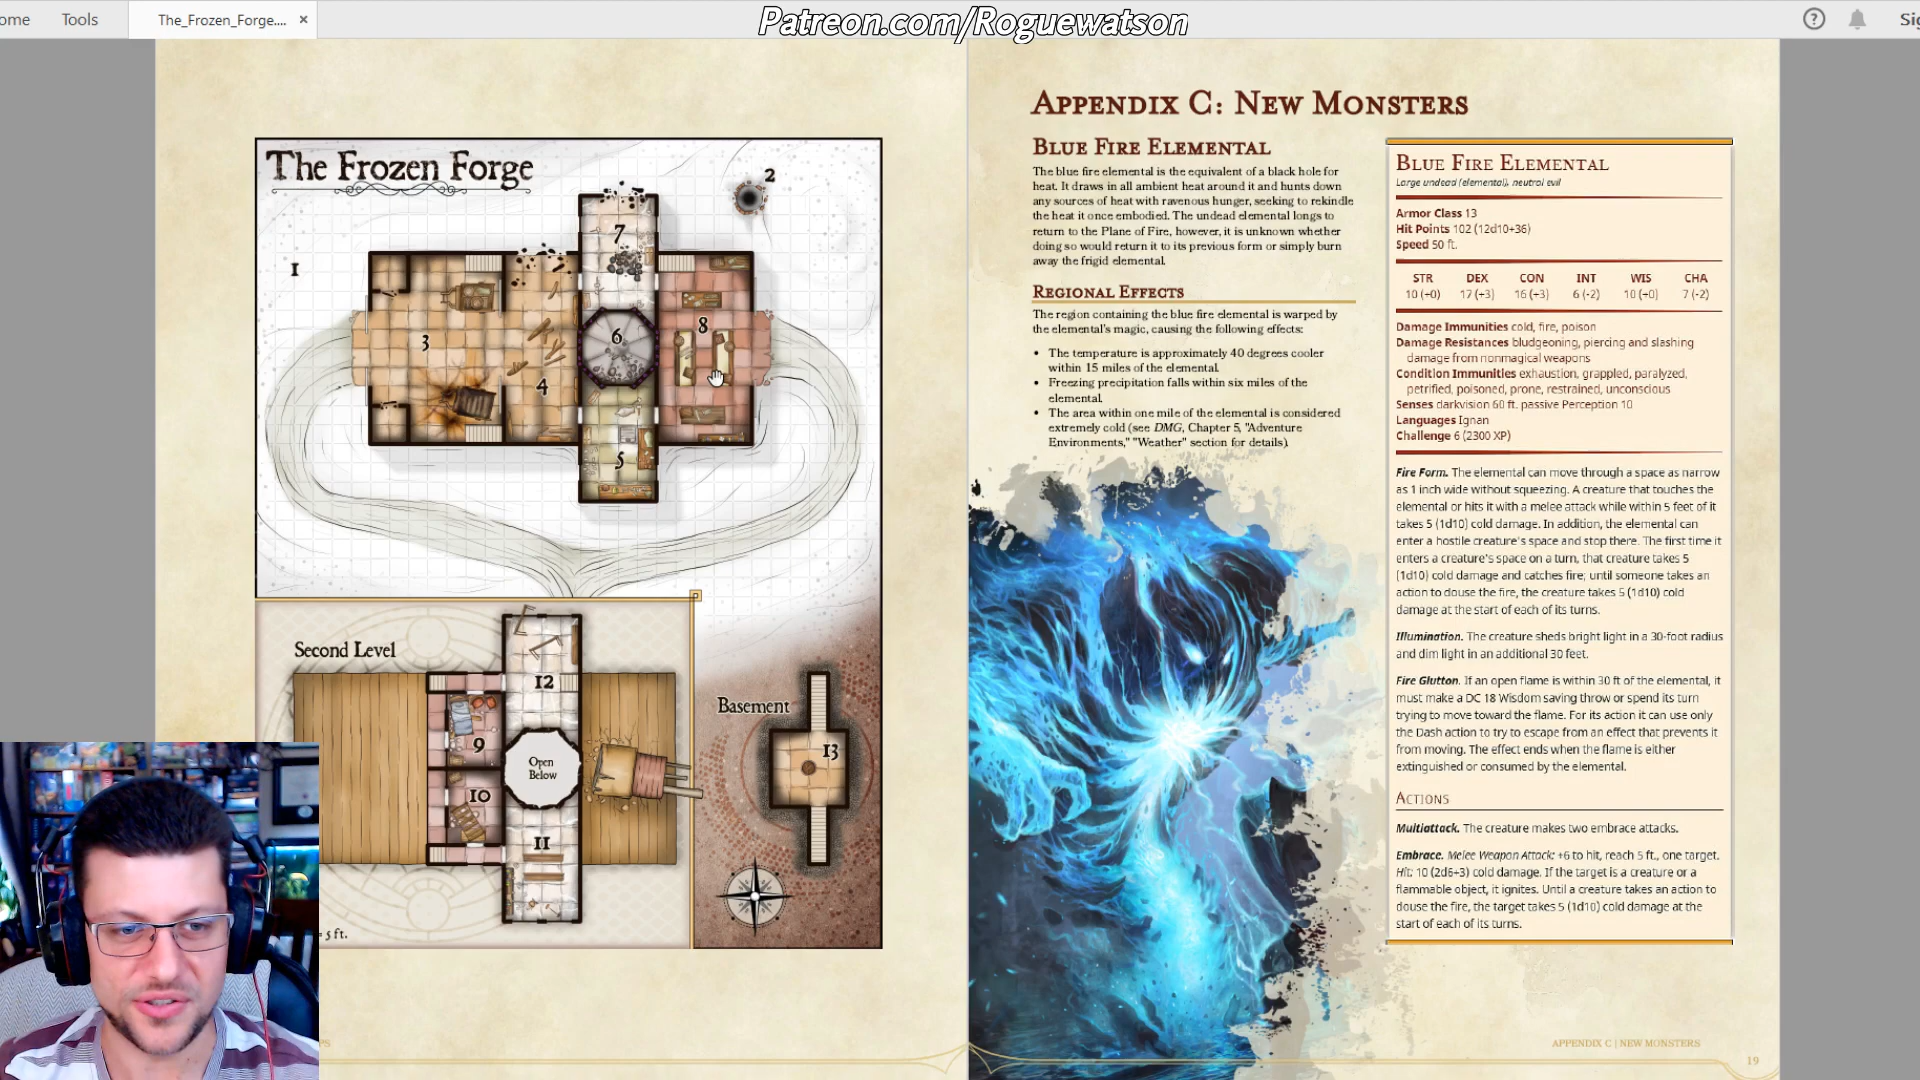 ome
Tools
The_Frozen_Forge....
×
Patreon.com/Roguewatson
?
Sig
The Frozen Forge
1
2
3
4
5
6
7
8
Second Level
9
10
11
12
Open
Below
= 5 ft.
Basement
13
PS
Appendix C: New Monsters
Blue Fire Elemental
The blue fire elemental is the equivalent of a black hole for
heat. It draws in all ambient heat around it and hunts down
any sources of heat with ravenous hunger, seeking to rekindle
the heat it once embodied. The undead elemental longs to
return to the Plane of Fire, however, it is unknown whether
doing so would return it to its previous form or simply burn
away the frigid elemental.
Regional Effects
The region containing the blue fire elemental is warped by
the elemental's magic, causing the following effects:
• The temperature is approximately 40 degrees cooler
within 15 miles of the elemental.
• Freezing precipitation falls within six miles of the
elemental.
• The area within one mile of the elemental is considered
extremely cold (see DMG, Chapter 5, "Adventure
Environments," "Weather" section for details).
Blue Fire Elemental
Large undead (elemental), neutral evil
Armor Class 13
Hit Points 102 (12d10+36)
Speed 50 ft.
STR DEX CON INT WIS CHA
10 (+0) 17 (+3) 16 (+3) 6 (-2) 10 (+0) 7 (-2)
Damage Immunities cold, fire, poison
Damage Resistances bludgeoning, piercing and slashing
damage from nonmagical weapons
Condition Immunities exhaustion, grappled, paralyzed,
petrified, poisoned, prone, restrained, unconscious
Senses darkvision 60 ft. passive Perception 10
Languages Ignan
Challenge 6 (2300 XP)
Fire Form. The elemental can move through a space as narrow
as 1 inch wide without squeezing. A creature that touches the
elemental or hits it with a melee attack while within 5 feet of it
takes 5 (1d10) cold damage. In addition, the elemental can
enter a hostile creature's space and stop there. The first time it
enters a creature's space on a turn, that creature takes 5
(1d10) cold damage and catches fire; until someone takes an
action to douse the fire, the creature takes 5 (1d10) cold
damage at the start of each of its turns.
Illumination. The creature sheds bright light in a 30-foot radius
and dim light in an additional 30 feet.
Fire Glutton. If an open flame is within 30 ft of the elemental, it
must make a DC 18 Wisdom saving throw or spend its turn
trying to move toward the flame. For its action it can use only
the Dash action to try to escape from an effect that prevents it
from moving. The effect ends when the flame is either
extinguished or consumed by the elemental.
Actions
Multiattack. The creature makes two embrace attacks.
Embrace. Melee Weapon Attack: +6 to hit, reach 5 ft., one target.
Hit: 10 (2d6+3) cold damage. If the target is a creature or a
flammable object, it ignites. Until a creature takes an action to
douse the fire, the target takes 5 (1d10) cold damage at the
start of each of its turns.
APPENDIX C | NEW MONSTERS
19